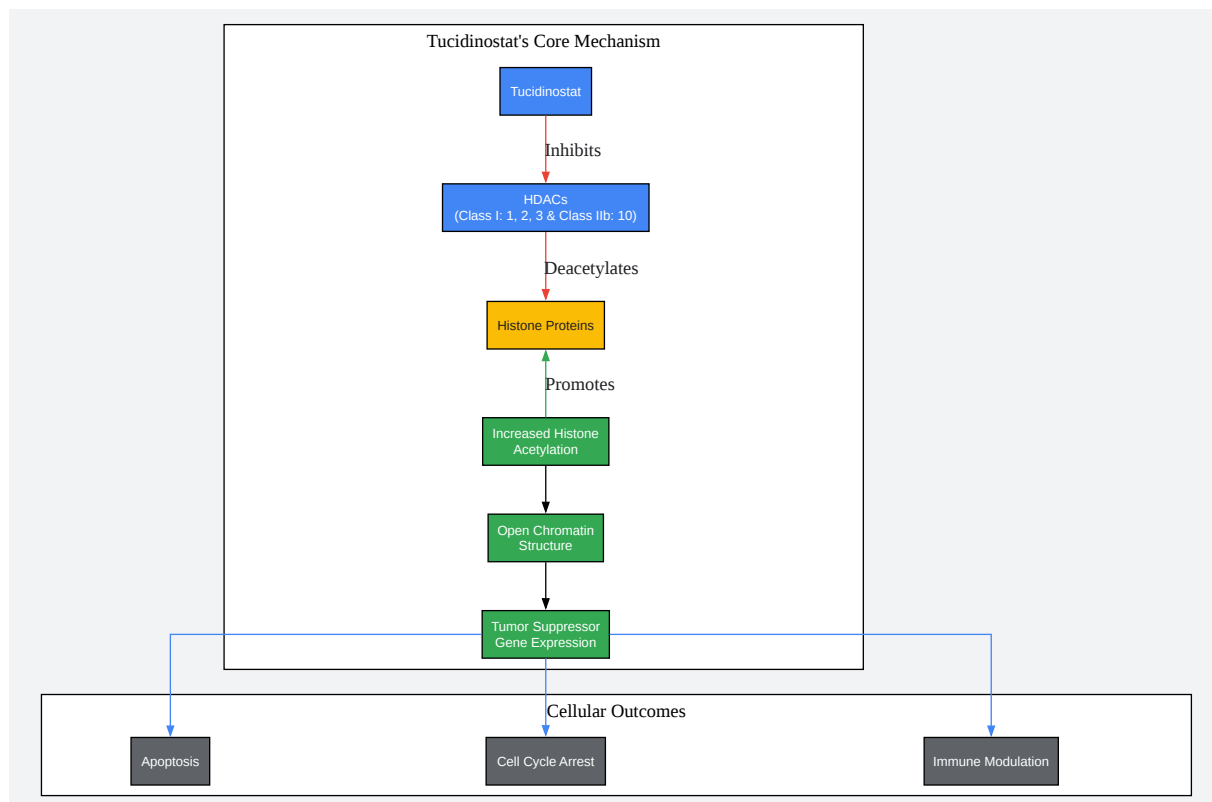 Tucidinostat's Core Mechanism
Tucidinostat
Inhibits
HDACs
(Class I: 1, 2, 3 & Class IIb: 10)
Deacetylates
Histone Proteins
Promotes
Increased Histone
Acetylation
Open Chromatin
Structure
Tumor Suppressor
Gene Expression
Cellular Outcomes
Apoptosis
Cell Cycle Arrest
Immune Modulation